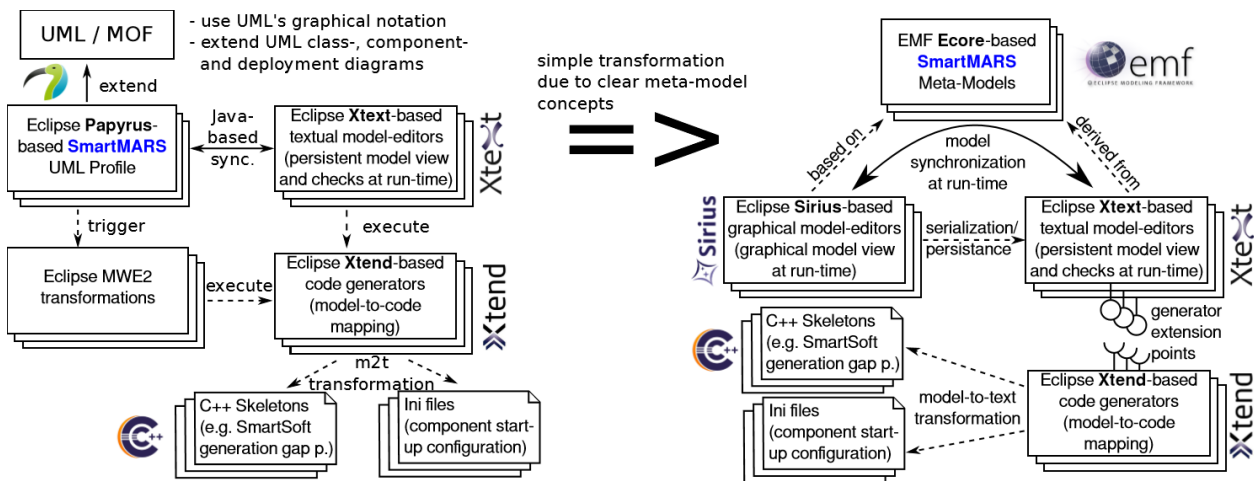 UML / MOF
- use UML's graphical notation
- extend UML class-, component-
and deployment diagrams
extend
Eclipse Papyrus-
based SmartMARS
UML Profile
Java-
based
sync.
Eclipse Xtext-based
textual model-editors
(persistent model view
and checks at run-time)
Xtext
trigger
execute
Eclipse MWE2
transformations
execute
Eclipse Xtend-based
code generators
(model-to-code
mapping)
Xtend
m2t
transformation
C++
C++ Skeletons
(e.g. SmartSoft
generation gap p.)
Ini files
(component start-
up configuration)
simple transformation
due to clear meta-model
concepts
= >
EMF Ecore-based
SmartMARS
Meta-Models
emf
@ECLIPSE MODELING FRAMEWORK
based on
model
synchronization
at run-time
derived from
Sirius
Eclipse Sirius-based
graphical model-editors
(graphical model view
at run-time)
serialization/
persistance
Eclipse Xtext-based
textual model-editors
(persistent model view
and checks at run-time)
Xtext
generator
extension
points
C++
C++ Skeletons
(e.g. SmartSoft
generation gap p.)
Ini files
(component start-
up configuration)
model-to-text
transformation
Eclipse Xtend-based
code generators
(model-to-code
mapping)
Xtend